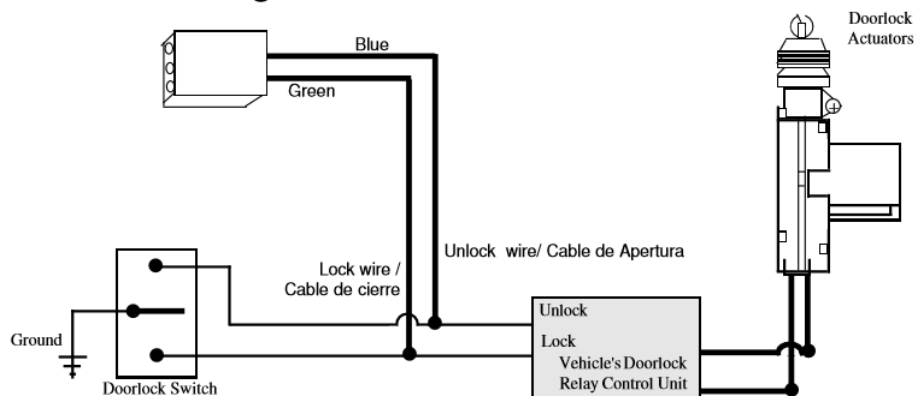 Doorlock
Actuators
Blue
Green
Unlock wire/ Cable de Apertura
Lock wire /
Cable de cierre
Unlock
Ground
Lock
Vehicle's Doorlock
Relay Control Unit
Doorlock Switch